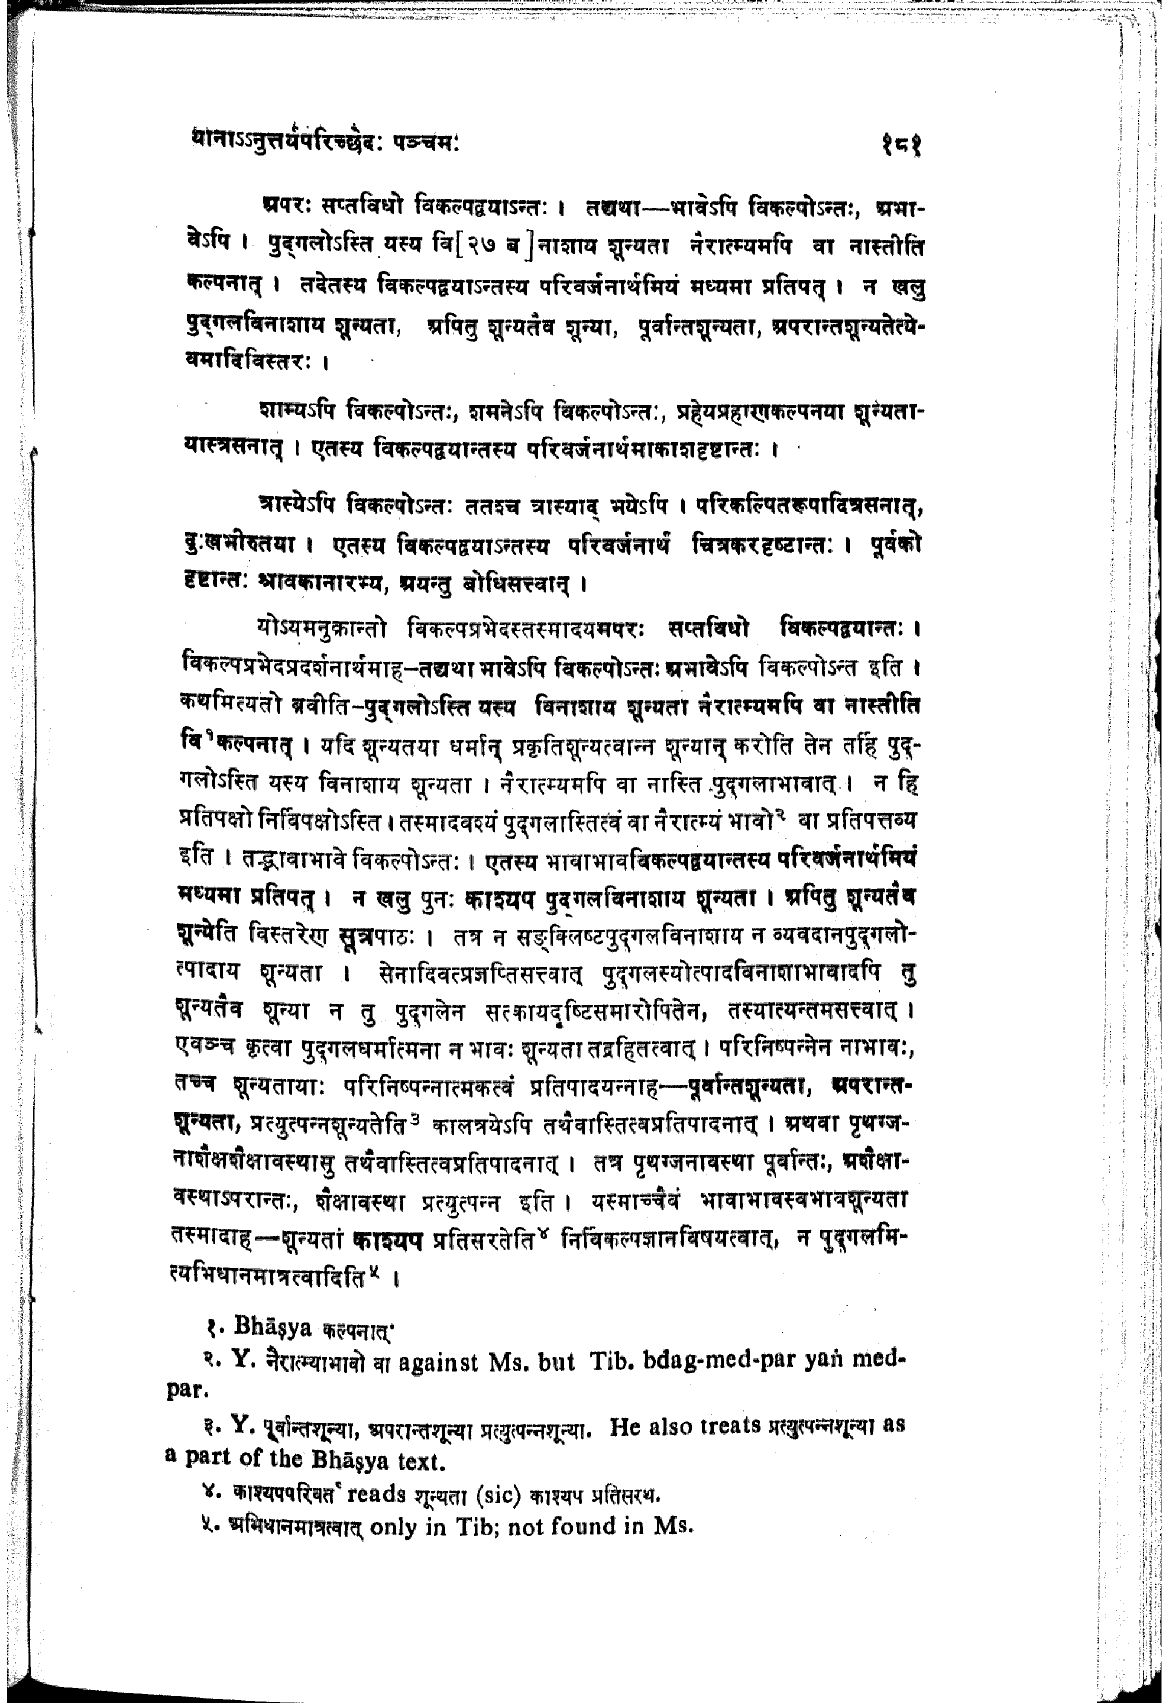 यानाऽऽनुत्तर्यपरिच्छेदः पञ्चमः १८१
अपरः सप्तविधो विकल्पद्वयाऽन्तः । तद्यथा—भावेऽपि विकल्पोऽन्तः, अभा-
वेऽपि । पुद्गलोऽस्ति यस्य वि[२७ ब]नाशाय शून्यता नैरात्म्यमपि वा नास्तीति
कल्पनात् । तदेतस्य विकल्पद्वयाऽन्तस्य परिवर्जनार्थमियं मध्यमा प्रतिपत् । न खलु
पुद्गलविनाशाय शून्यता, अपितु शून्यतैव शून्या, पूर्वान्तशून्यता, अपरान्तशून्यतेत्ये-
वमादिविस्तरः ।
शाम्यऽपि विकल्पोऽन्तः, शमनेऽपि विकल्पोऽन्तः, प्रहेयप्रहाणकल्पनया शून्यता-
यास्त्रसनात् । एतस्य विकल्पद्वयान्तस्य परिवर्जनार्थमाकाशदृष्टान्तः ।
त्रास्येऽपि विकल्पोऽन्तः ततश्च त्रास्याद् भयेऽपि । परिकल्पितरूपादित्रसनात्,
दुःखभीरुतया । एतस्य विकल्पद्वयाऽन्तस्य परिवर्जनार्थं चित्रकरदृष्टान्तः । पूर्वको
दृष्टान्तः श्रावकानारम्य, अयन्तु बोधिसत्त्वान् ।
योऽयमनुक्रान्तो विकल्पप्रभेदस्तस्मादयमपरः सप्तविधो विकल्पद्वयान्तः ।
विकल्पप्रभेदप्रदर्शनार्थमाह–तद्यथा भावेऽपि विकल्पोऽन्तः अभावेऽपि विकल्पोऽन्त इति ।
कथमित्यतो ब्रवीति–पुद्गलोऽस्ति यस्य विनाशाय शून्यता नैरात्म्यमपि वा नास्तीति
वि१कल्पनात् । यदि शून्यतया धर्मान् प्रकृतिशून्यत्वान्न शून्यान् करोति तेन तर्हि पुद्-
गलोऽस्ति यस्य विनाशाय शून्यता । नैरात्म्यमपि वा नास्ति पुद्गलाभावात् । न हि
प्रतिपक्षो निर्विपक्षोऽस्ति । तस्मादवश्यं पुद्गलास्तित्वं वा नैरात्म्यं भावो२ वा प्रतिपत्तव्य
इति । तद्भावाभावे विकल्पोऽन्तः । एतस्य भावाभावविकल्पद्वयान्तस्य परिवर्जनार्थमियं
मध्यमा प्रतिपत् । न खलु पुनः काश्यप पुद्गलविनाशाय शून्यता । अपितु शून्यतैव
शून्येति विस्तरेण सूत्रपाठः । तत्र न सङ्क्लिष्टपुद्गलविनाशाय न व्यवदानपुद्गलो-
त्पादाय शून्यता । सेनादिवत्प्रज्ञप्तिसत्त्वात् पुद्गलस्योत्पादविनाशाभावादपि तु
शून्यतैव शून्या न तु पुद्गलेन सत्कायदृष्टिसमारोपितेन, तस्यात्यन्तमसत्त्वात् ।
एवञ्च कृत्वा पुद्गलधर्मात्मना न भावः शून्यता तद्रहितत्वात् । परिनिष्पन्नेन नाभावः,
तच्च शून्यतायाः परिनिष्पन्नात्मकत्वं प्रतिपादयन्नाह—पूर्वान्तशून्यता, अपरान्त-
शून्यता, प्रत्युत्पन्नशून्यतेति३ कालत्रयेऽपि तथैवास्तित्वप्रतिपादनात् । अथवा पृथग्ज-
नाशैक्षशैक्षावस्थासु तथैवास्तित्वप्रतिपादनात् । तत्र पृथग्जनावस्था पूर्वान्तः, अशैक्षा-
वस्थाऽपरान्तः, शैक्षावस्था प्रत्युत्पन्न इति । यस्माच्चैवं भावाभावस्वभावशून्यता
तस्मादाह—शून्यतां काश्यप प्रतिसरतेति४ निर्विकल्पज्ञानविषयत्वात्, न पुद्गलमि-
त्यभिधानमात्रत्वादिति५ ।
१. Bhāṣya कल्पनात्
२. Y. नैरात्म्याभावो वा against Ms. but Tib. bdag-med-par yaṅ med-
par.
३. Y. पूर्वान्तशून्या, अपरान्तशून्या प्रत्युत्पन्नशून्या. He also treats प्रत्युत्पन्नशून्या as
a part of the Bhāṣya text.
४. काश्यपपरिवर्त reads शून्यता (sic) काश्यप प्रतिसरथ.
५. अभिधानमात्रत्वात् only in Tib; not found in Ms.